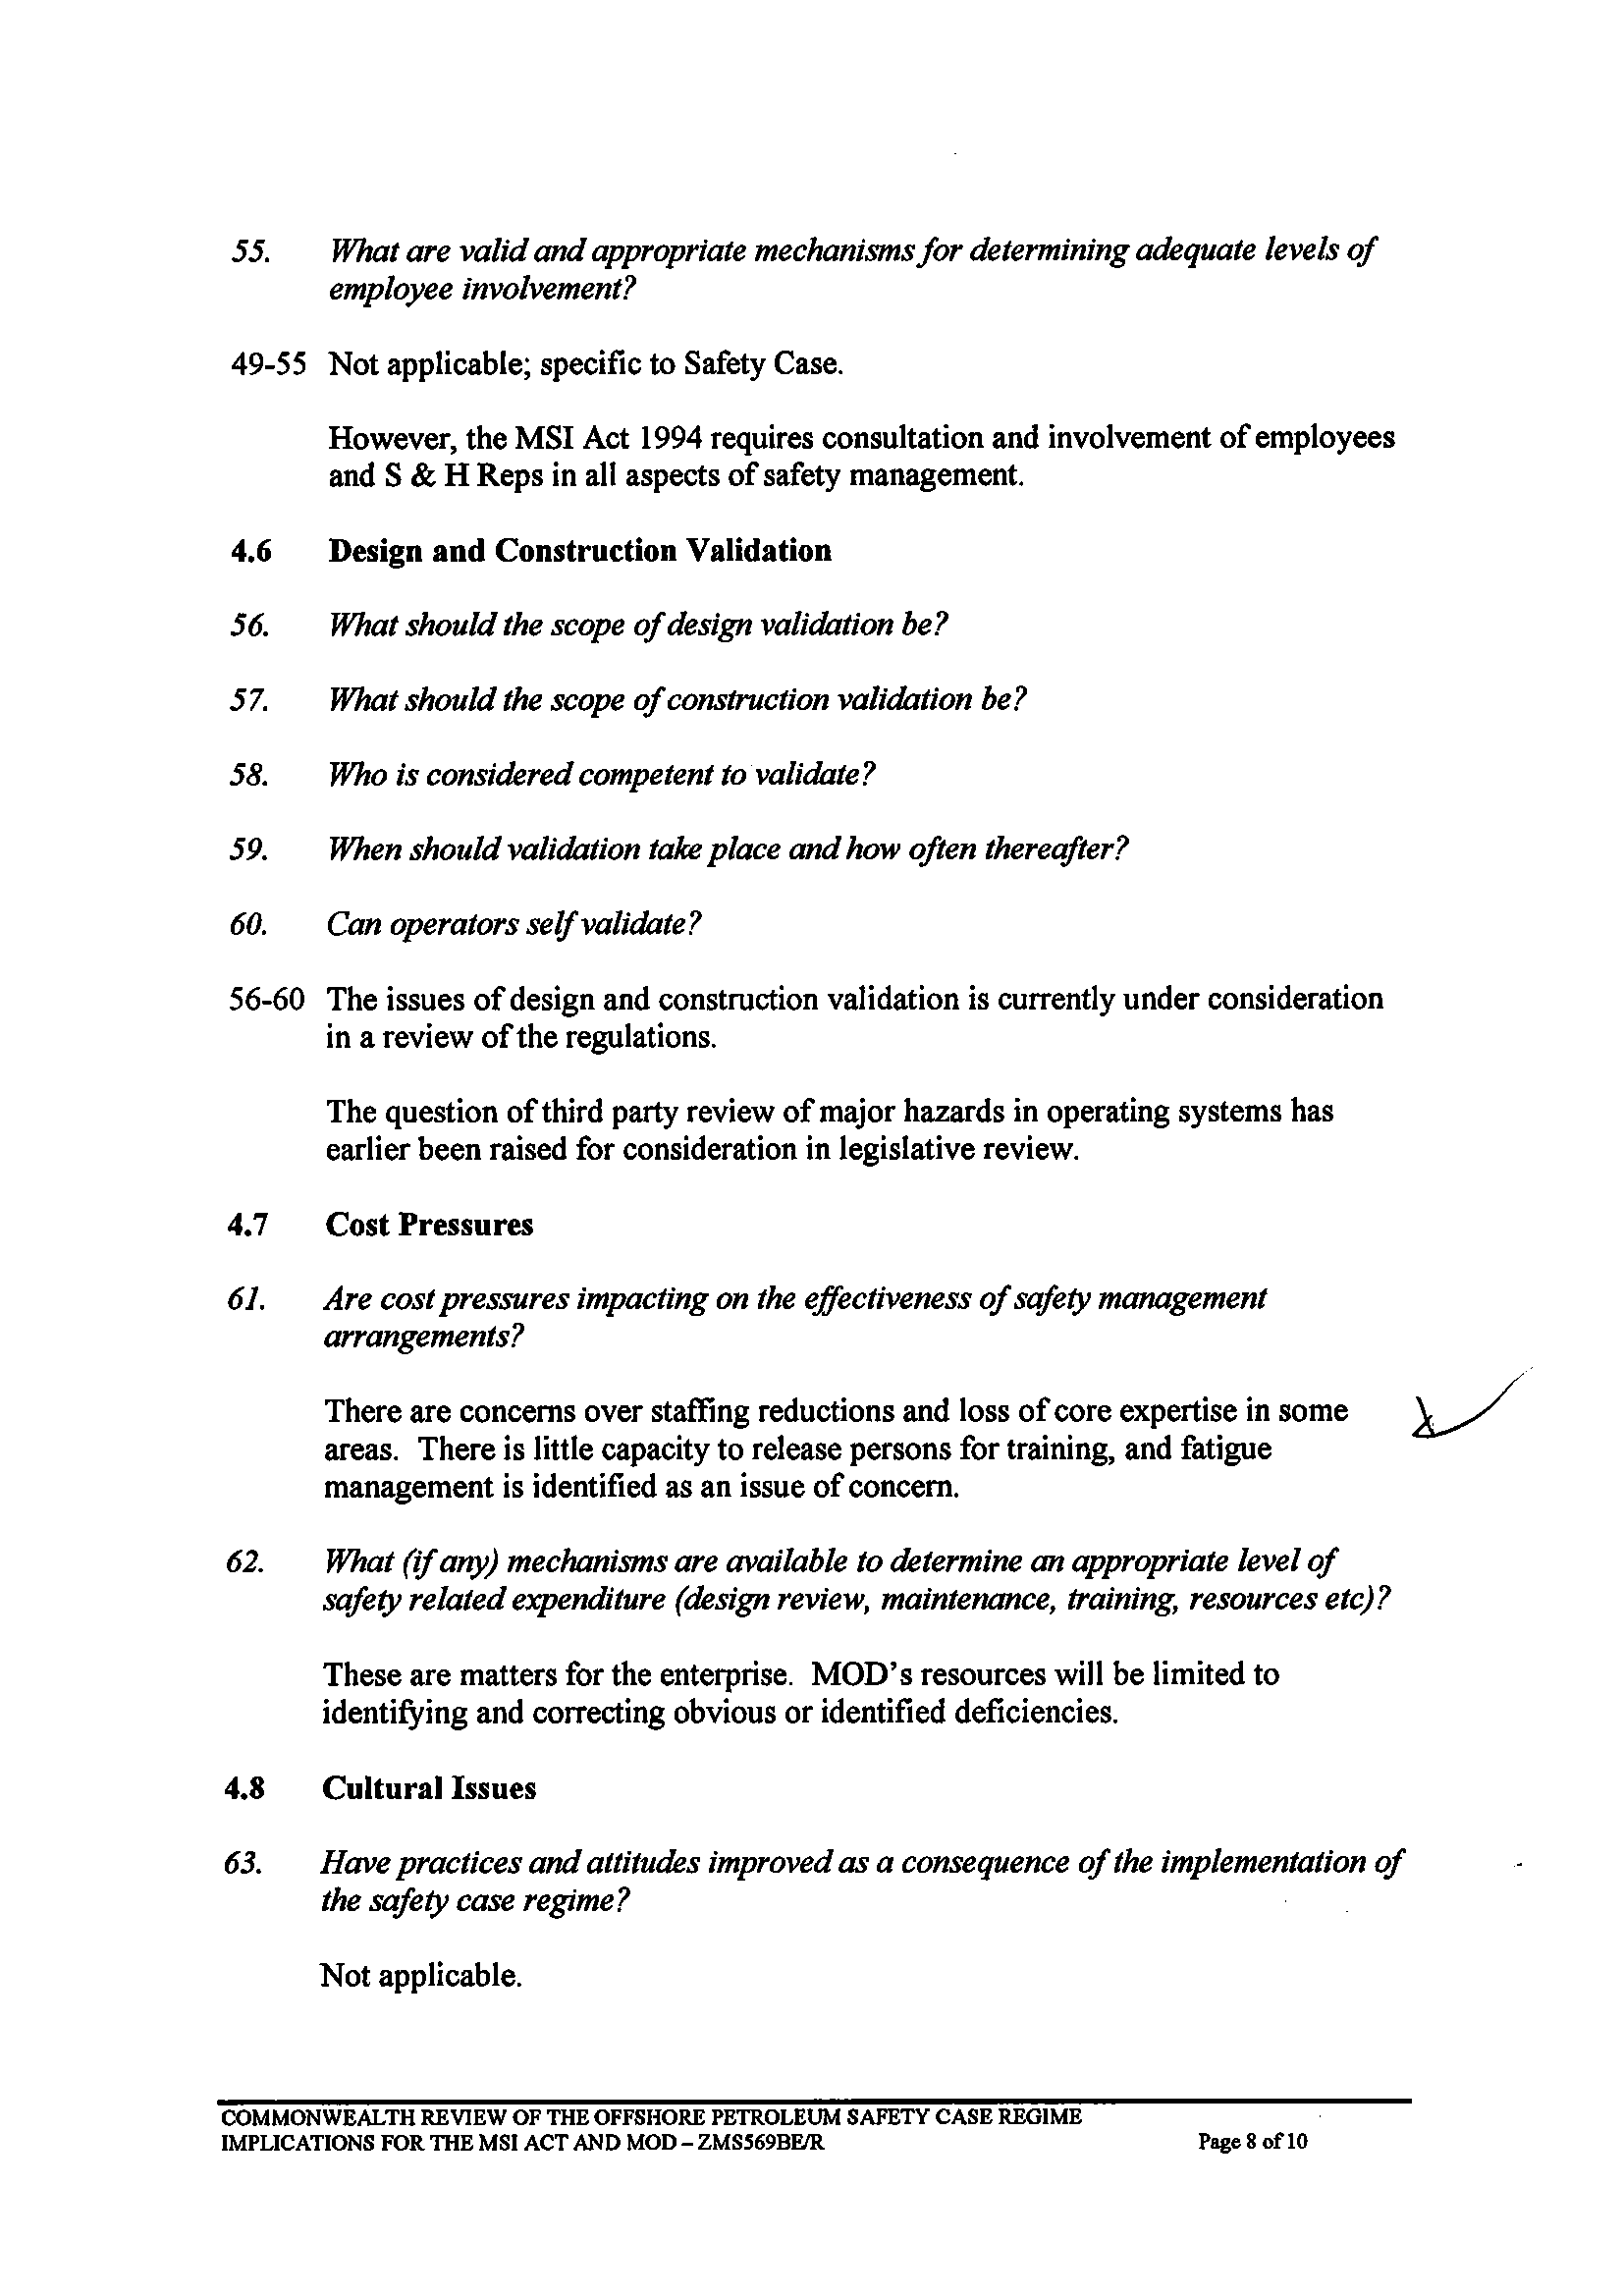 55. What are valid and appropriate mechanisms for determining adequate levels of
employee involvement?
49-55 Not applicable; specific to Safety Case.
However, the MSI Act 1994 requires consultation and involvement of employees
and S & H Reps in all aspects of safety management.
4.6 Design and Construction Validation
56. What should the scope of design validation be?
57. What should the scope of construction validation be?
58. Who is considered competent to validate?
59. When should validation take place and how often thereafter?
60. Can operators self validate?
56-60 The issues of design and construction validation is currently under consideration
in a review of the regulations.
The question of third party review of major hazards in operating systems has
earlier been raised for consideration in legislative review.
4.7 Cost Pressures
61. Are cost pressures impacting on the effectiveness of safety management
arrangements?
There are concerns over staffing reductions and loss of core expertise in some
areas. There is little capacity to release persons for training, and fatigue
management is identified as an issue of concern.
62. What (if any) mechanisms are available to determine an appropriate level of
safety related expenditure (design review, maintenance, training, resources etc)?
These are matters for the enterprise. MOD's resources will be limited to
identifying and correcting obvious or identified deficiencies.
4.8 Cultural Issues
63. Have practices and attitudes improved as a consequence of the implementation of
the safety case regime?
Not applicable.
COMMONWEALTH REVIEW OF THE OFFSHORE PETROLEUM SAFETY CASE REGIME
IMPLICATIONS FOR THE MSI ACT AND MOD – ZMS569BE/R Page 8 of 10